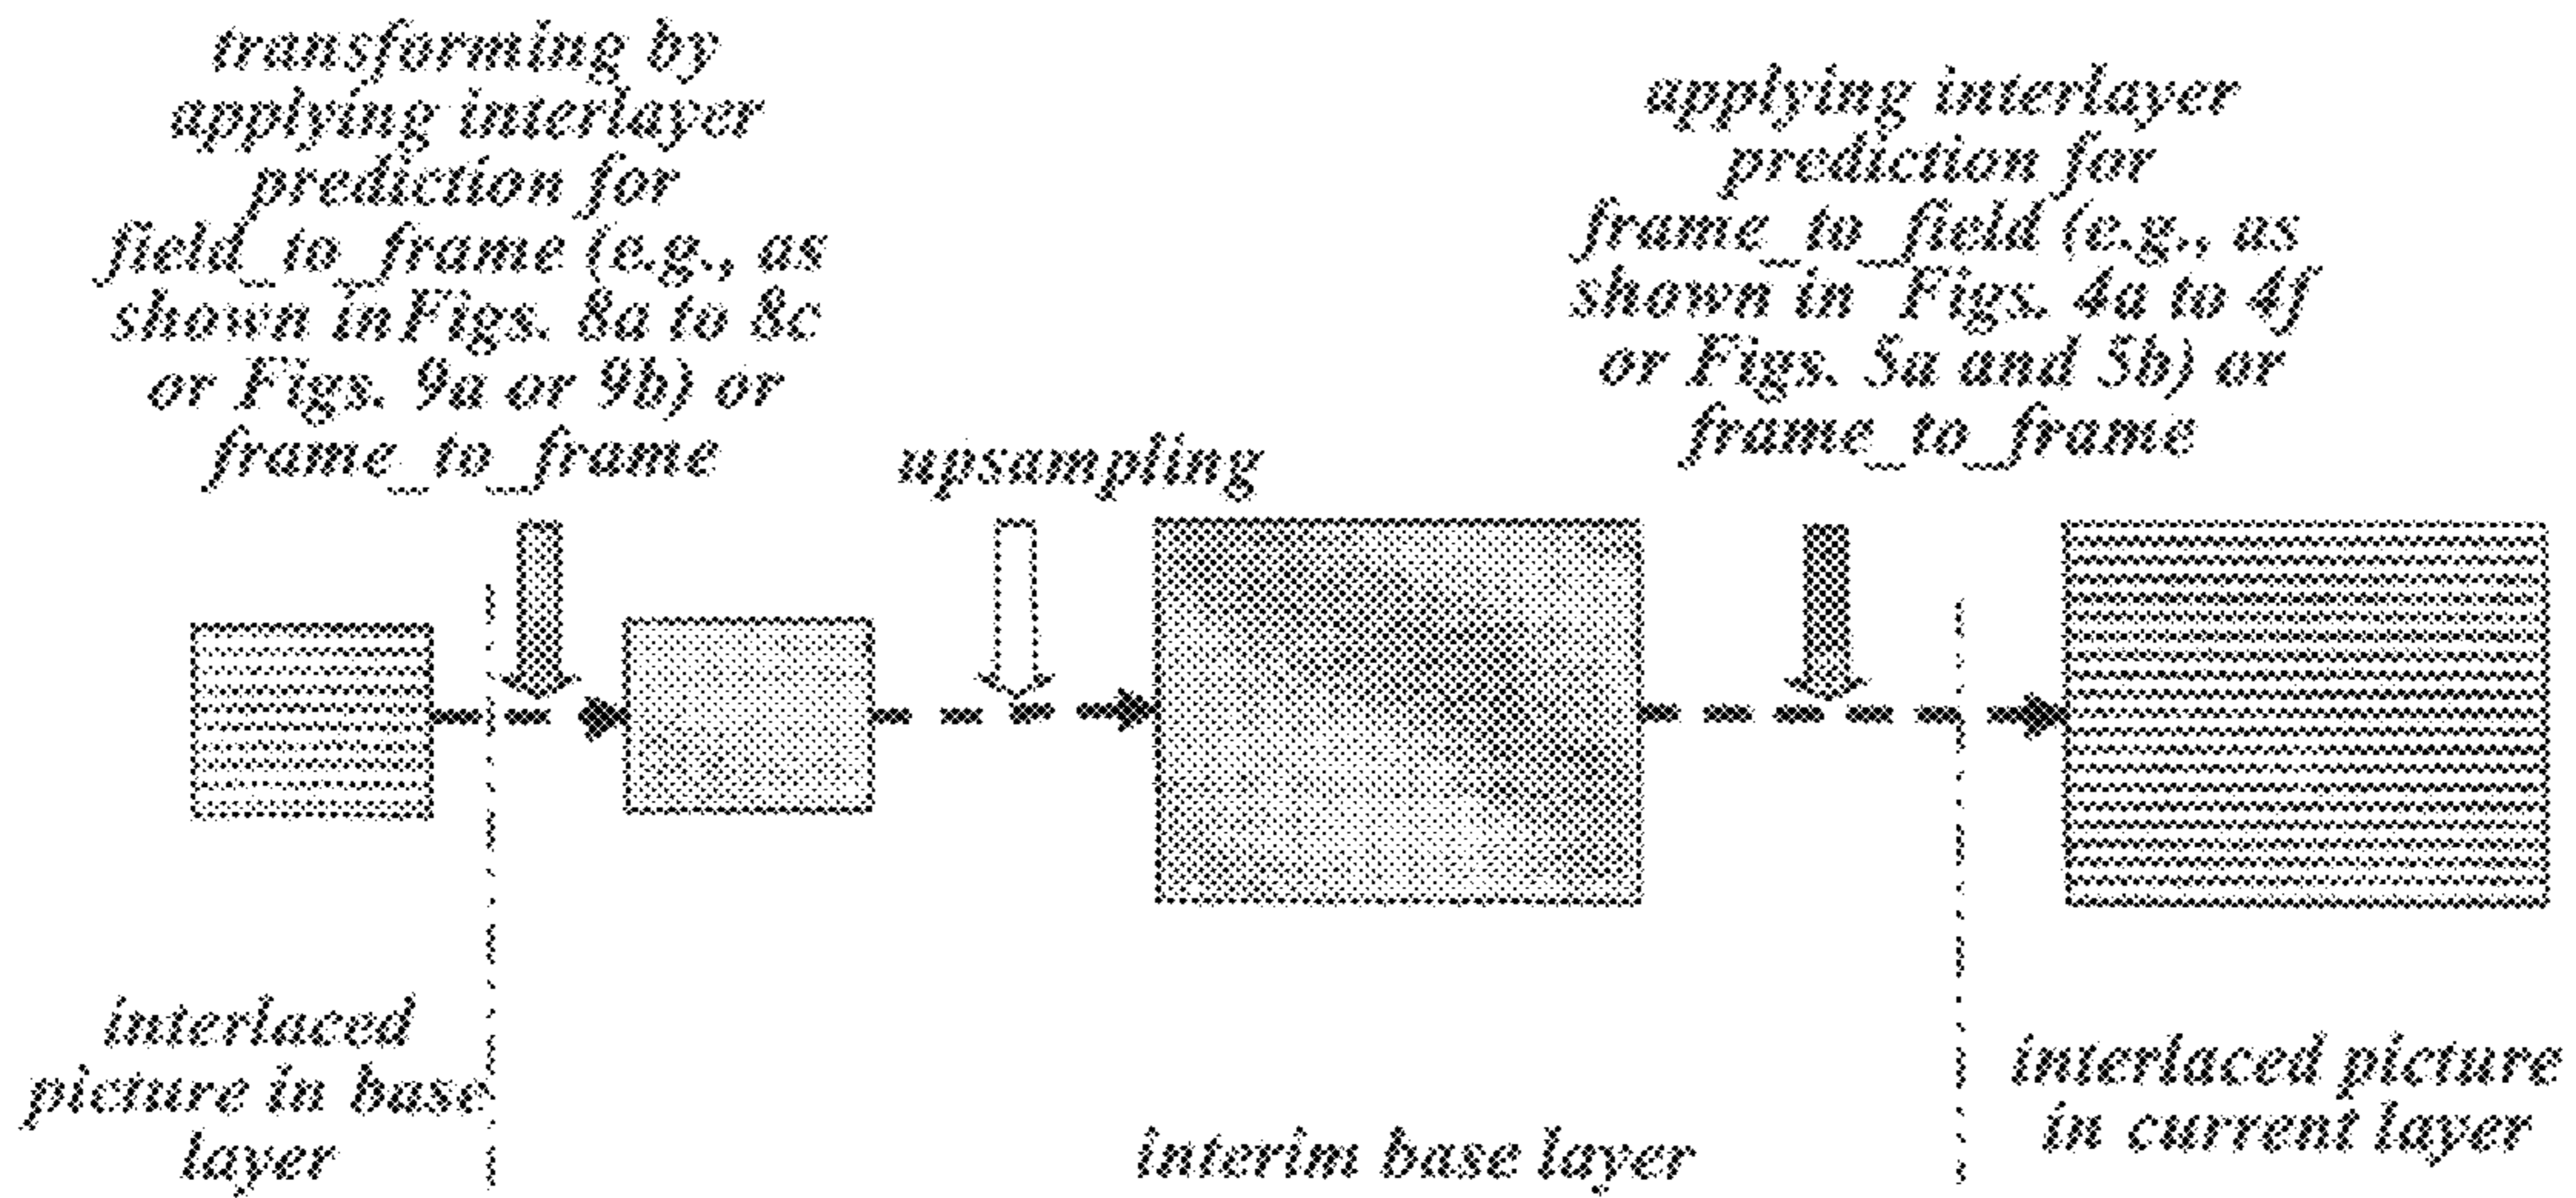 transforming by
applying interlayer
prediction for
field_to_frame (e.g., as
shown inFigs. 8a to 8c
or Figs. 9a or 9b) or
frame_to_frame
upsampling
applying interlayer
prediction for
frame_to_field (e.g., as
shown in Figs. 4a to 4f
or Figs. 5a and 5b) or
frame_to_frame
interlaced
picture in base
layer
interim base layer
interlaced picture
in current layer